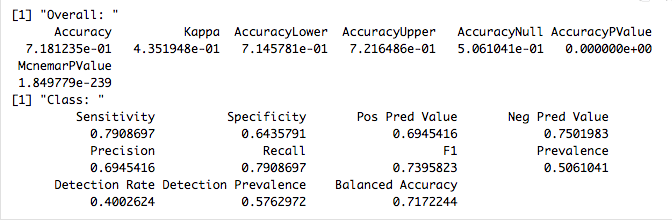 [1] "Overall: "
Accuracy Kappa AccuracyLower AccuracyUpper AccuracyNull AccuracyPValue
7.181235e-01 4.351948e-01 7.145781e-01 7.216486e-01 5.061041e-01 0.000000e+00
McnemarPValue
1.849779e-239
[1] "Class: "
Sensitivity Specificity Pos Pred Value Neg Pred Value
0.7908697 0.6435791 0.6945416 0.7501983
Precision Recall F1 Prevalence
0.6945416 0.7908697 0.7395823 0.5061041
Detection Rate Detection Prevalence Balanced Accuracy
0.4002624 0.5762972 0.7172244